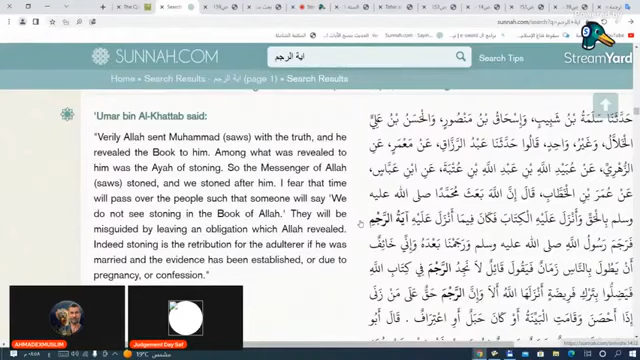 sunnah.com/search?q=اية+الرجم
StreamYard
SUNNAH.COM
اية الرجم
Search Tips
Home » Search Results - اية الرجم (page 1) » Search Results
'Umar bin Al-Khattab said:
"Verily Allah sent Muhammad (saws) with the truth, and he
revealed the Book to him. Among what was revealed to
him was the Ayah of stoning. So the Messenger of Allah
(saws) stoned, and we stoned after him. I fear that time
will pass over the people such that someone will say 'We
do not see stoning in the Book of Allah.' They will be
misguided by leaving an obligation which Allah revealed.
Indeed stoning is the retribution for the adulterer if he was
married and the evidence has been established, or due to
pregnancy, or confession."
حَدَّثَنَا سَلَمَةُ بْنُ شَبِيبٍ، وَإِسْحَاقُ بْنُ مَنْصُورٍ، وَالْحَسَنُ بْنُ عَلِيٍّ
الْخَلاَّلُ، وَغَيْرُ، وَاحِدٍ، قَالُوا حَدَّثَنَا عَبْدُ الرَّزَّاقِ، عَنْ مَعْمَرٍ، عَنِ
الزُّهْرِيِّ، عَنْ عُبَيْدِ اللَّهِ بْنِ عَبْدِ اللَّهِ بْنِ عُتْبَةَ، عَنِ ابْنِ عَبَّاسٍ،
عَنْ عُمَرَ بْنِ الْخَطَّابِ، قَالَ إِنَّ اللَّهَ بَعَثَ مُحَمَّدًا صلى الله عليه
وسلم بِالْحَقِّ وَأَنْزَلَ عَلَيْهِ الْكِتَابَ فَكَانَ فِيمَا أَنْزَلَ عَلَيْهِ آيَةُ الرَّجْمِ
فَرَجَمَ رَسُولُ اللَّهِ صلى الله عليه وسلم وَرَجَمْنَا بَعْدَهُ وَإِنِّي خَائِفٌ
أَنْ يَطُولَ بِالنَّاسِ زَمَانٌ فَيَقُولَ قَائِلٌ لاَ نَجِدُ الرَّجْمَ فِي كِتَابِ اللَّهِ
فَيَضِلُّوا بِتَرْكِ فَرِيضَةٍ أَنْزَلَهَا اللَّهُ أَلاَ وَإِنَّ الرَّجْمَ حَقٌّ عَلَى مَنْ زَنَى
إِذَا أَحْصَنَ وَقَامَتِ الْبَيِّنَةُ أَوْ كَانَ حَبَلٌ أَوِ اعْتِرَافٌ . قَالَ أَبُو
AHMADEXMUSLIM
Judgement Day Saf
19°C مشمس